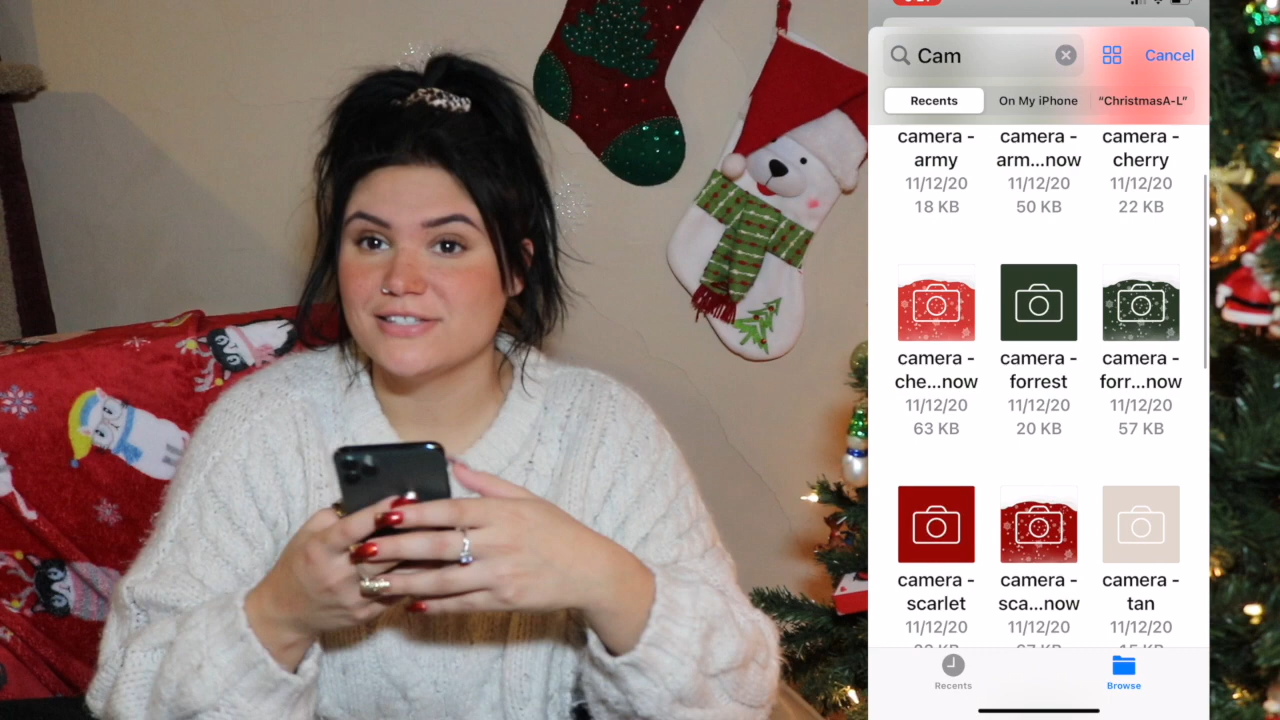 Cam
Cancel
Recents
On My iPhone
“ChristmasA-L”
camera - camera - camera -
army arm...now cherry
11/12/20 11/12/20 11/12/20
18 KB 50 KB 22 KB
camera - camera - camera -
che...now forrest forr...now
11/12/20 11/12/20 11/12/20
63 KB 20 KB 57 KB
camera - camera - camera -
scarlet sca...now tan
11/12/20 11/12/20 11/12/20
Recents
Browse